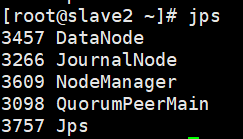 [root@slave2 ~]# jps
3457 DataNode
3266 JournalNode
3609 NodeManager
3098 QuorumPeerMain
3757 Jps